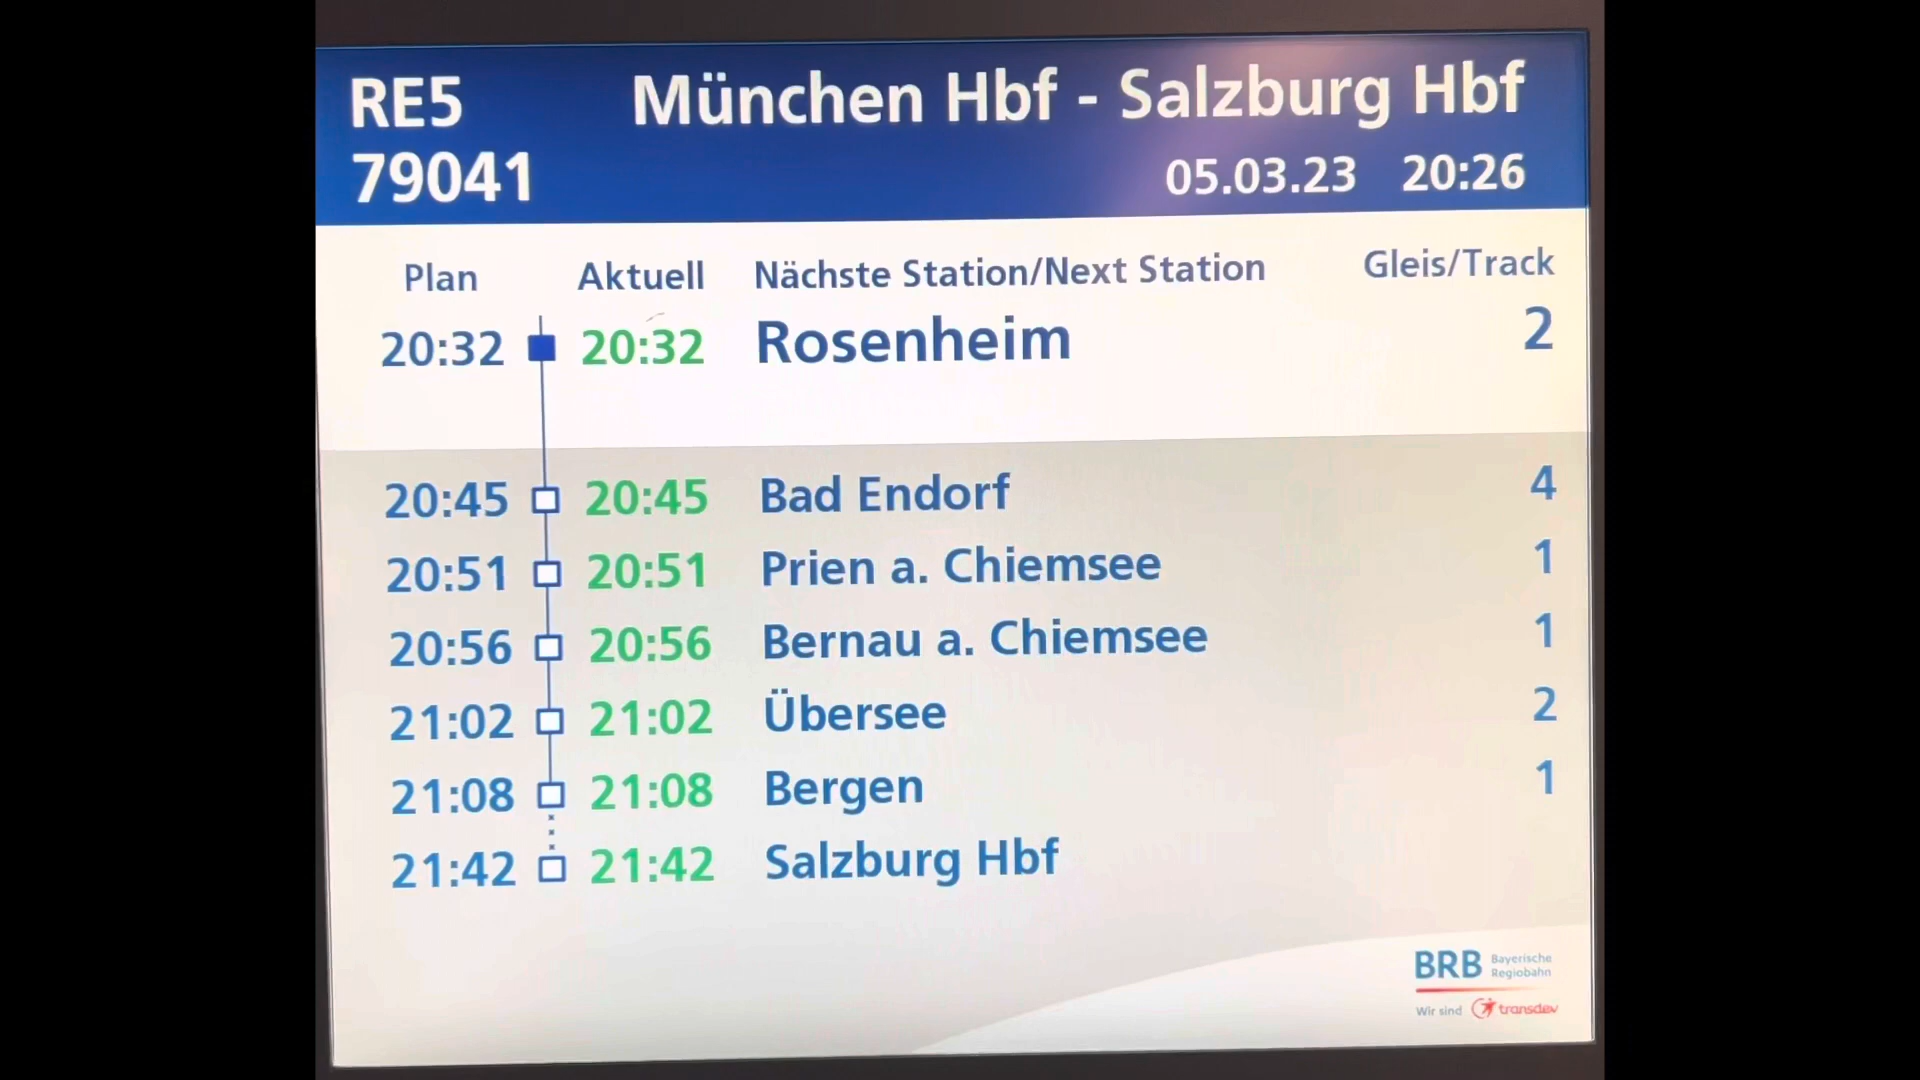 RE5 München Hbf - Salzburg Hbf
79041 05.03.23 20:26
Plan Aktuell Nächste Station/Next Station Gleis/Track
20:32 20:32 Rosenheim 2
20:45 20:45 Bad Endorf 4
20:51 20:51 Prien a. Chiemsee 1
20:56 20:56 Bernau a. Chiemsee 1
21:02 21:02 Übersee 2
21:08 21:08 Bergen 1
21:42 21:42 Salzburg Hbf
BRB Bayerische
Regiobahn
Wir sind transdev